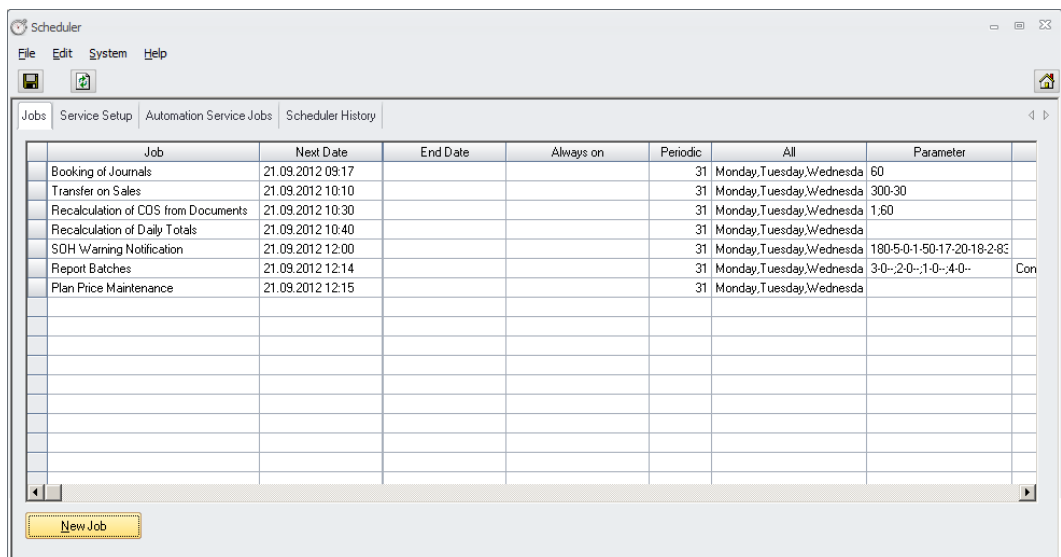 Scheduler
File Edit System Help
Jobs Service Setup Automation Service Jobs Scheduler History
Job Next Date End Date Always on Periodic All Parameter
Booking of Journals 21.09.2012 09:17 31 Monday,Tuesday,Wednesda 60
Transfer on Sales 21.09.2012 10:10 31 Monday,Tuesday,Wednesda 300-30
Recalculation of COS from Documents 21.09.2012 10:30 31 Monday,Tuesday,Wednesda 1;60
Recalculation of Daily Totals 21.09.2012 10:40 31 Monday,Tuesday,Wednesda
SOH Warning Notification 21.09.2012 12:00 31 Monday,Tuesday,Wednesda 180-5-0-1-50-17-20-18-2-83
Report Batches 21.09.2012 12:14 31 Monday,Tuesday,Wednesda 3-0--;2-0--;1-0--;4-0-- Con
Plan Price Maintenance 21.09.2012 12:15 31 Monday,Tuesday,Wednesda
New Job